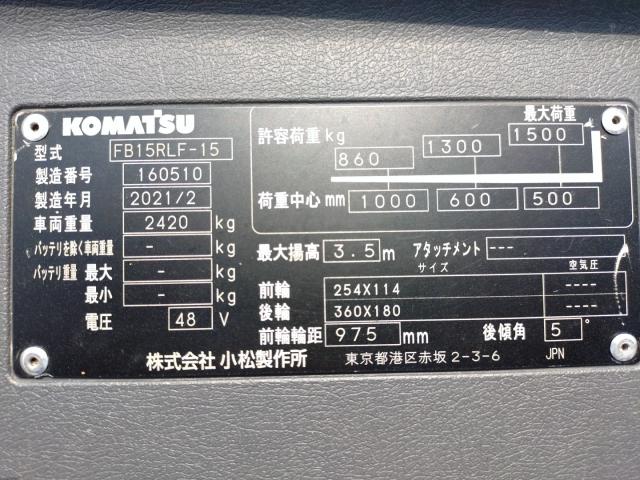 KOMATSU
型式 FB15RLF-15
製造番号 160510
製造年月 2021/2
車両重量 2420 kg
バッテリを除く車両重量 - kg
バッテリ重量 最大 - kg
最小 - kg
電圧 48 V
最大荷重
許容荷重 kg 860 1300 1500
荷重中心 mm 1000 600 500
最大揚高 3.5 m アタッチメント ---
サイズ 空気圧
前輪 254X114 ----
後輪 360X180 ----
前輪輪距 975 mm 後傾角 5°
株式会社 小松製作所 東京都港区赤坂 2-3-6 JPN